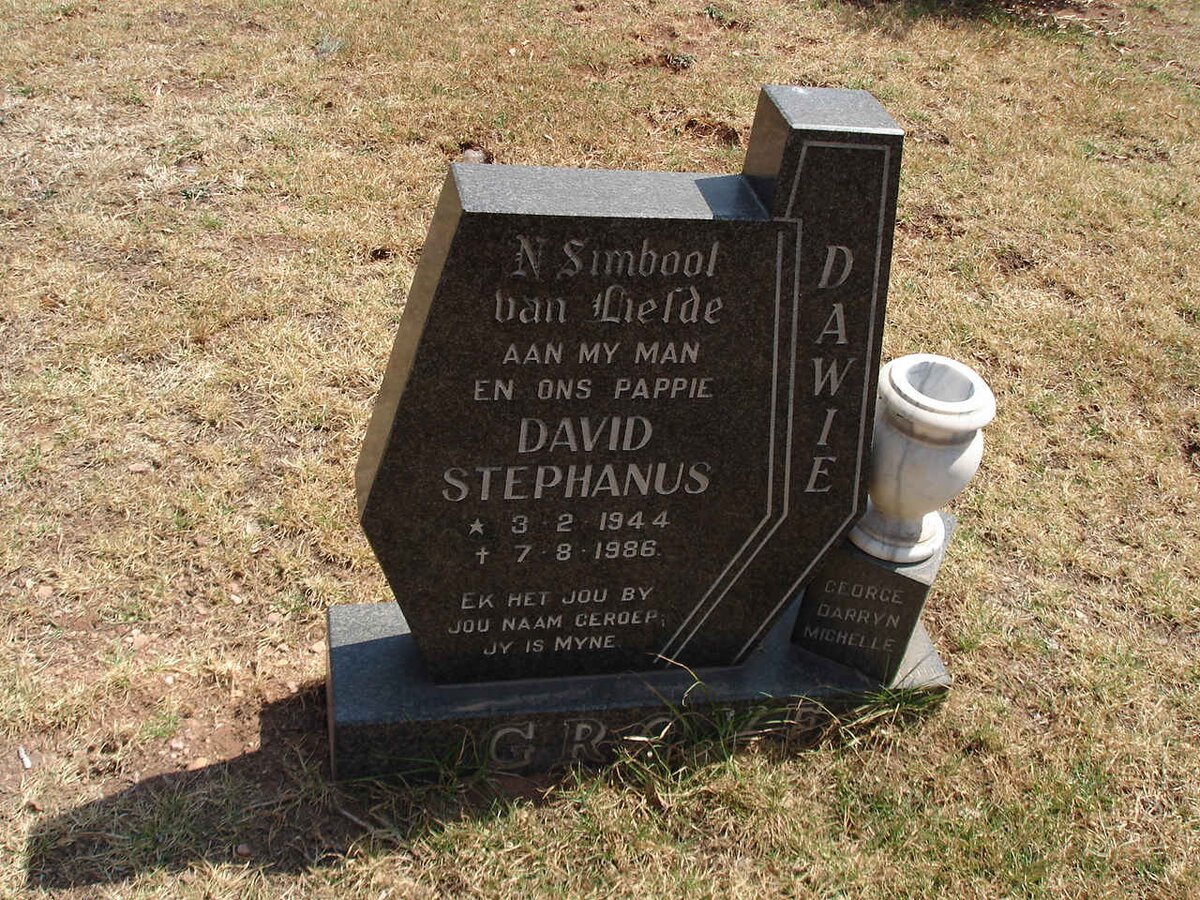 N Simbool
van Liefde
AAN MY MAN
EN ONS PAPPIE
DAVID
STEPHANUS
★ 3·2·1944
† 7·8·1986.
EK HET JOU BY
JOU NAAM GEROEP;
JY IS MYNE.
DAWIE
GEORGE
DARRYN
MICHELLE